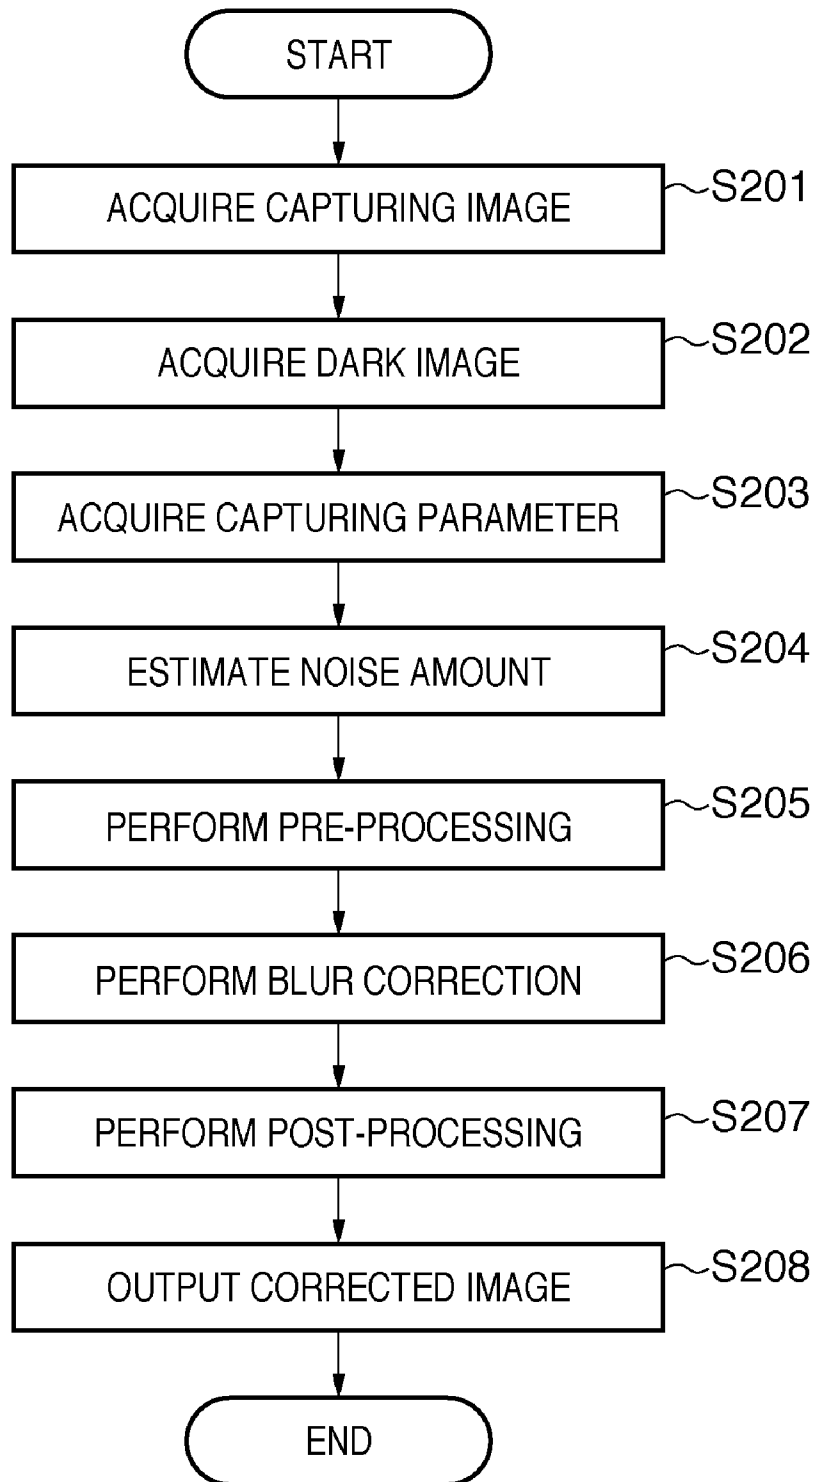 START
ACQUIRE CAPTURING IMAGE
S201
ACQUIRE DARK IMAGE
S202
ACQUIRE CAPTURING PARAMETER
S203
ESTIMATE NOISE AMOUNT
S204
PERFORM PRE-PROCESSING
S205
PERFORM BLUR CORRECTION
S206
PERFORM POST-PROCESSING
S207
OUTPUT CORRECTED IMAGE
S208
END